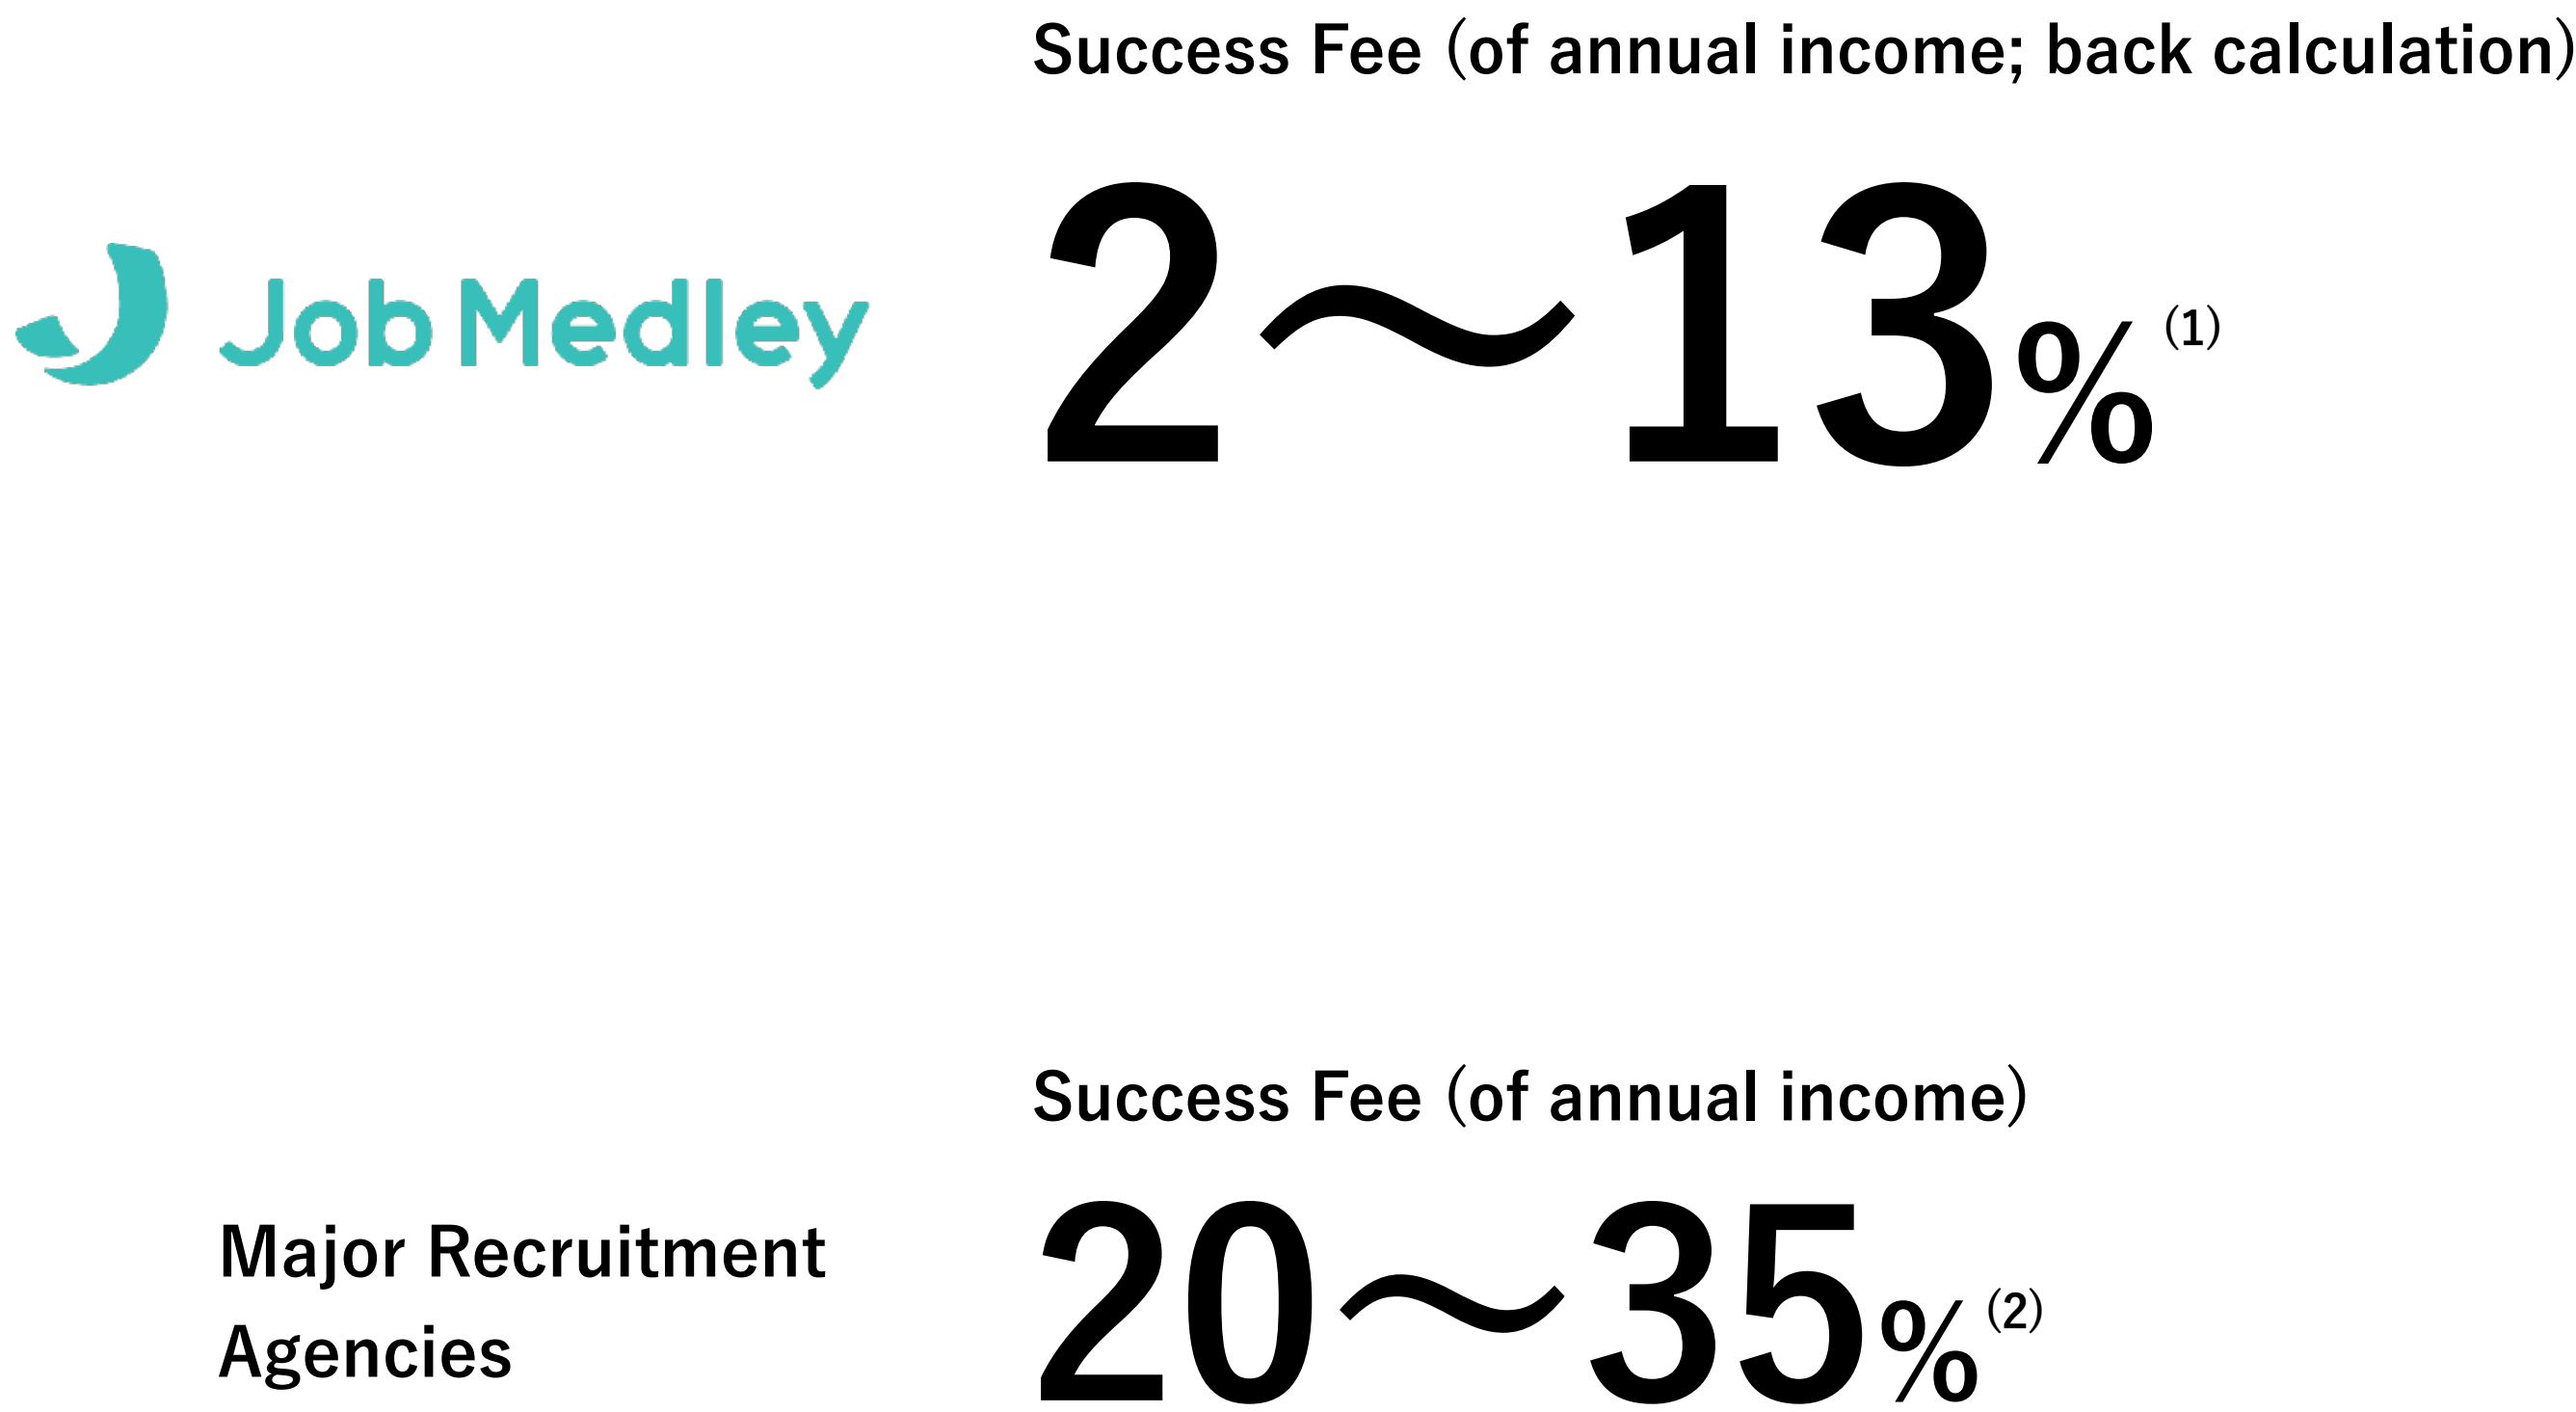 Success Fee (of annual income; back calculation)
Job Medley
2～13%(1)
Success Fee (of annual income)
Major Recruitment
Agencies
20～35%(2)